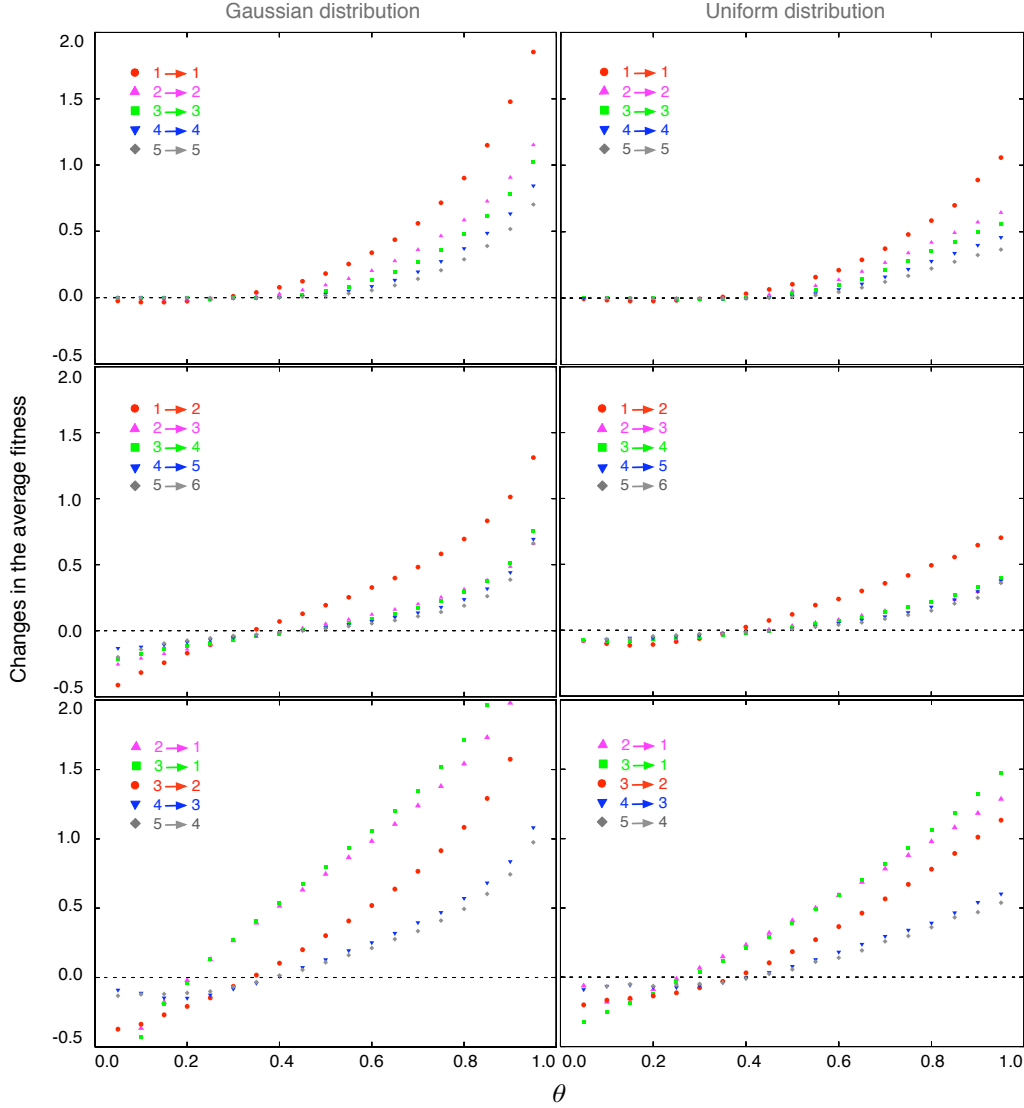 Gaussian distribution
Uniform distribution
Changes in the average fitness
2.0
1.5
1.0
0.5
0.0
-0.5
1 → 1
2 → 2
3 → 3
4 → 4
5 → 5
1 → 1
2 → 2
3 → 3
4 → 4
5 → 5
2.0
1.5
1.0
0.5
0.0
-0.5
1 → 2
2 → 3
3 → 4
4 → 5
5 → 6
1 → 2
2 → 3
3 → 4
4 → 5
5 → 6
2.0
1.5
1.0
0.5
0.0
-0.5
2 → 1
3 → 1
3 → 2
4 → 3
5 → 4
2 → 1
3 → 1
3 → 2
4 → 3
5 → 4
0.0 0.2 0.4 0.6 0.8 1.0
0.0 0.2 0.4 0.6 0.8 1.0
θ